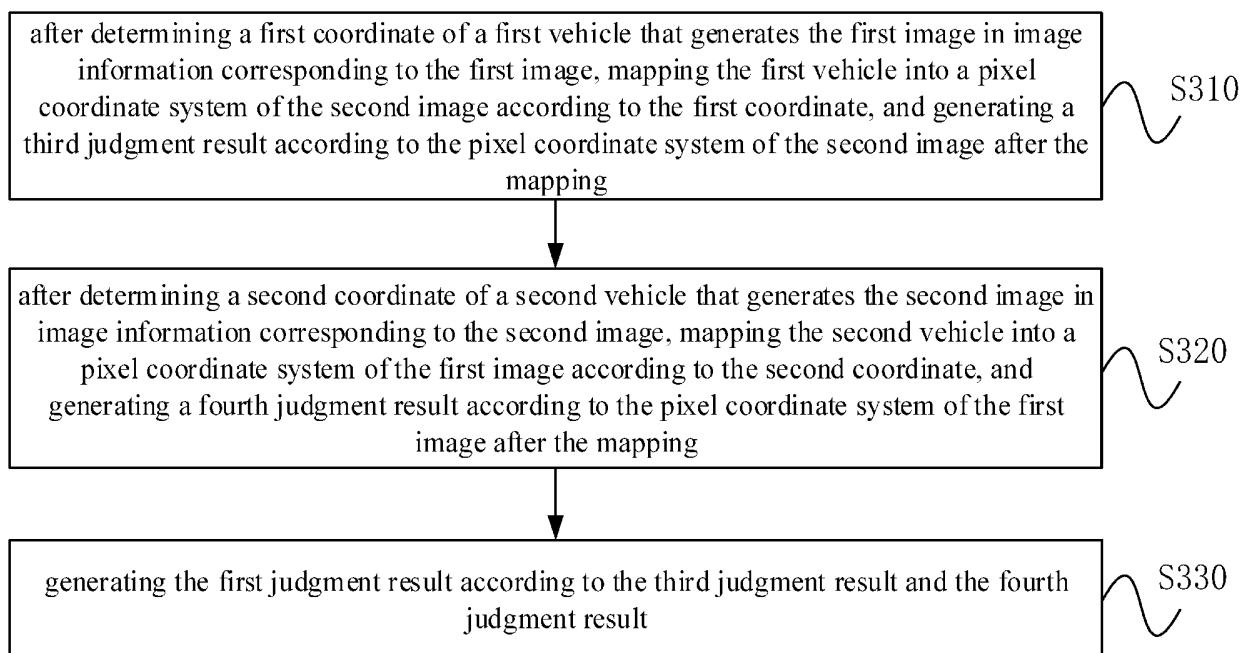 after determining a first coordinate of a first vehicle that generates the first image in image
information corresponding to the first image, mapping the first vehicle into a pixel
coordinate system of the second image according to the first coordinate, and generating a
third judgment result according to the pixel coordinate system of the second image after the
mapping
S310
after determining a second coordinate of a second vehicle that generates the second image in
image information corresponding to the second image, mapping the second vehicle into a
pixel coordinate system of the first image according to the second coordinate, and
generating a fourth judgment result according to the pixel coordinate system of the first
image after the mapping
S320
generating the first judgment result according to the third judgment result and the fourth
judgment result
S330